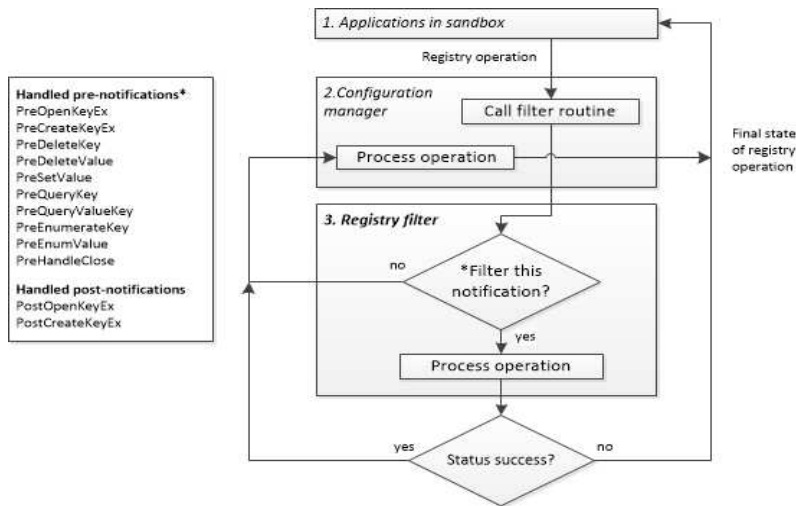 1. Applications in sandbox
Registry operation
2.Configuration
manager
Call filter routine
Process operation
Final state
of registry
operation
Handled pre-notifications*
PreOpenKeyEx
PreCreateKeyEx
PreDeleteKey
PreDeleteValue
PreSetValue
PreQueryKey
PreQueryValueKey
PreEnumerateKey
PreEnumValue
PreHandleClose
Handled post-notifications
PostOpenKeyEx
PostCreateKeyEx
3. Registry filter
no
*Filter this
notification?
yes
Process operation
yes
Status success?
no